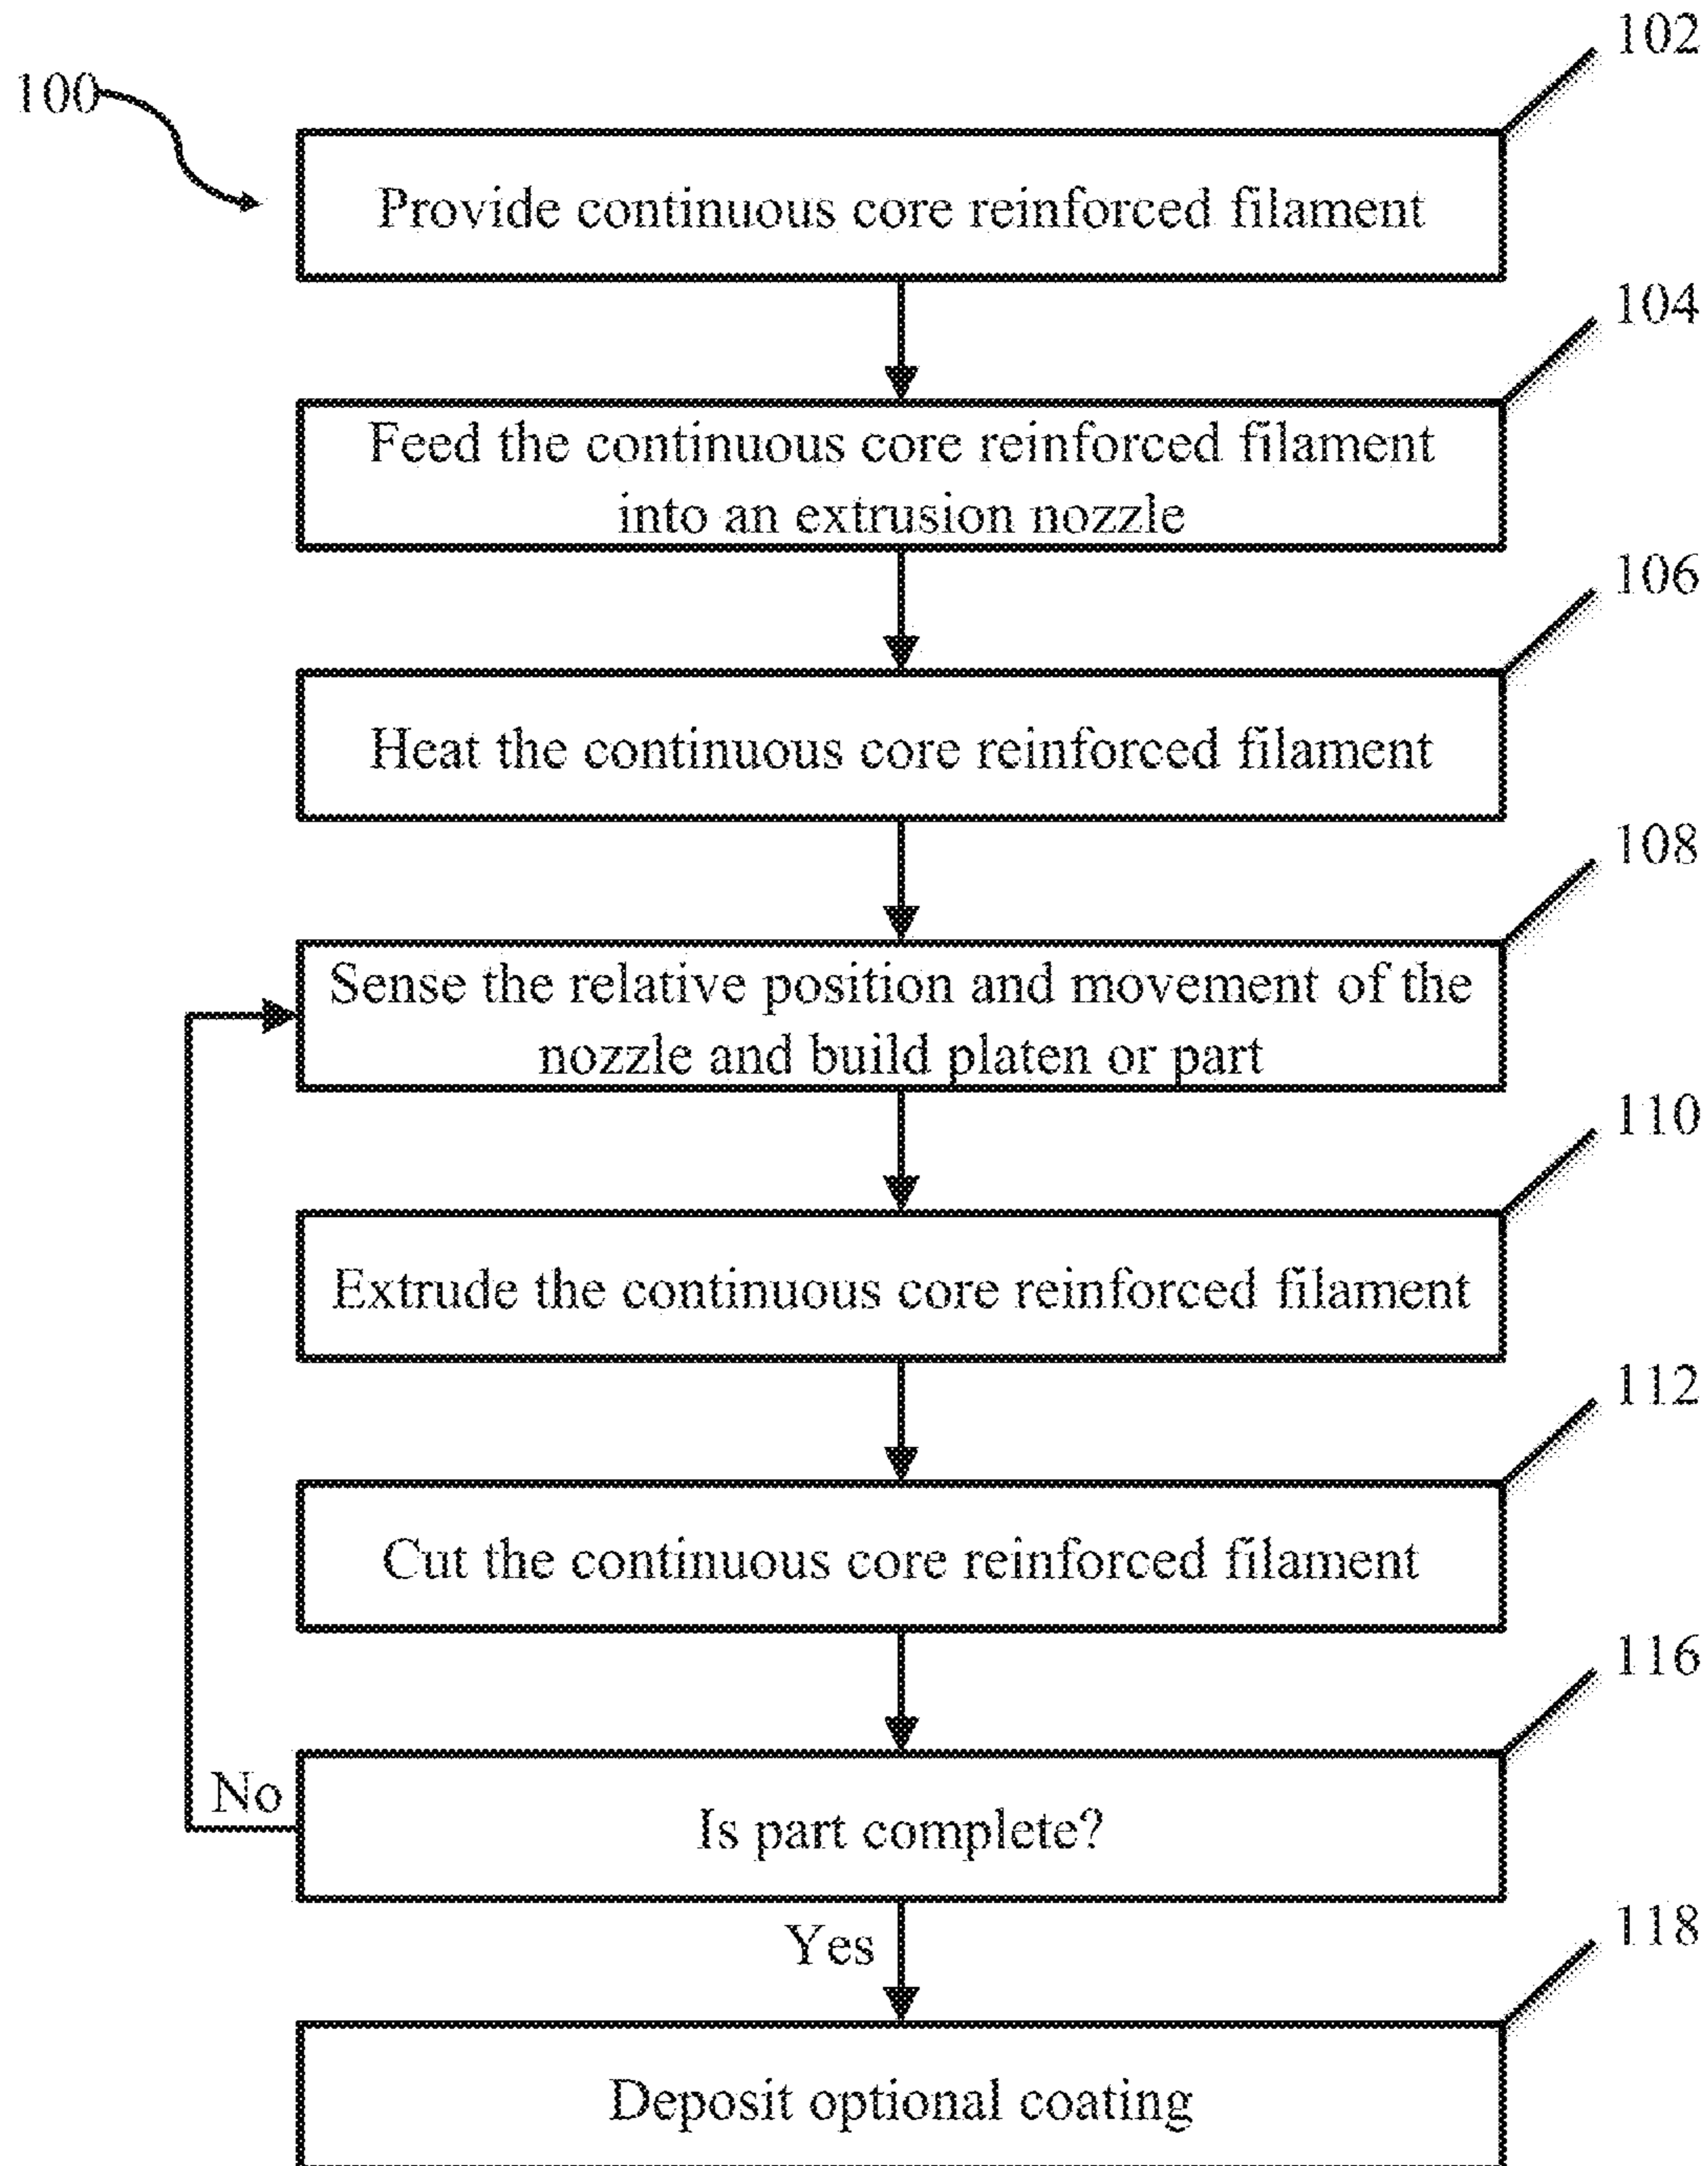 102
100
Provide continuous core reinforced filament
104
Feed the continuous core reinforced filament
into an extrusion nozzle
106
Heat the continuous core reinforced filament
108
Sense the relative position and movement of the
nozzle and build platen or part
110
Extrude the continuous core reinforced filament
112
Cut the continuous core reinforced filament
116
No
Is part complete?
118
Yes
Deposit optional coating